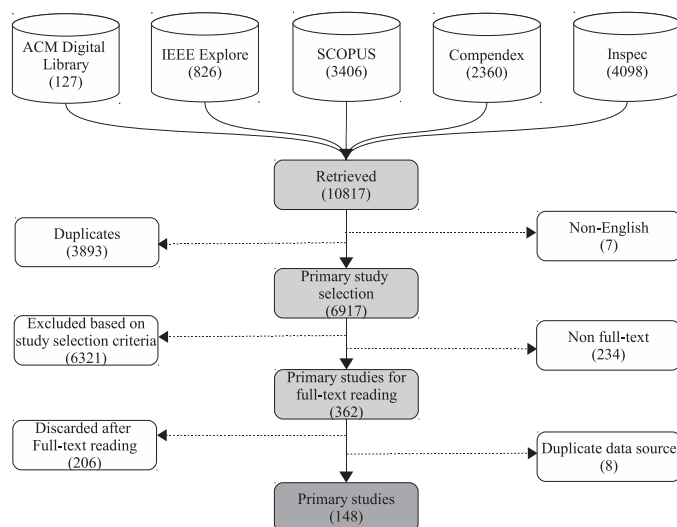 ACM Digital
Library
(127)
IEEE Explore
(826)
SCOPUS
(3406)
Compendex
(2360)
Inspec
(4098)
Retrieved
(10817)
Duplicates
(3893)
Non-English
(7)
Primary study
selection
(6917)
Excluded based on
study selection criteria
(6321)
Non full-text
(234)
Primary studies for
full-text reading
(362)
Discarded after
Full-text reading
(206)
Duplicate data source
(8)
Primary studies
(148)